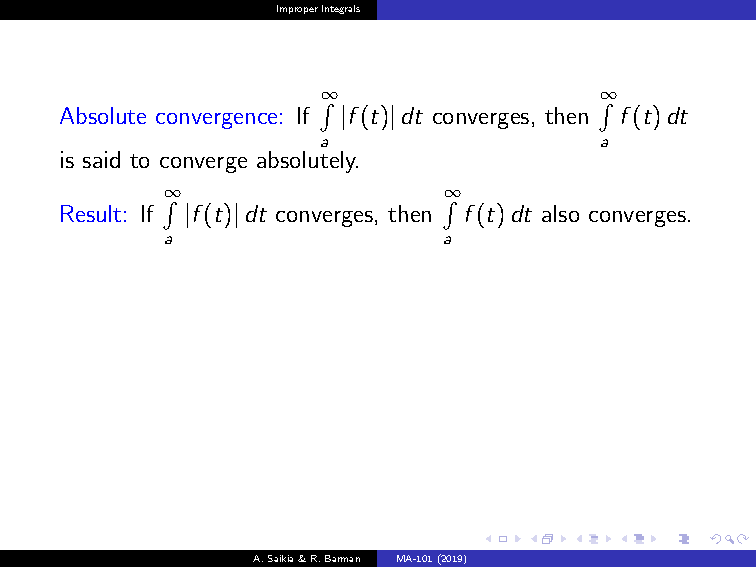 Improper Integrals
Absolute convergence: If ∫_a^∞ |f(t)| dt converges, then ∫_a^∞ f(t) dt
is said to converge absolutely.
Result: If ∫_a^∞ |f(t)| dt converges, then ∫_a^∞ f(t) dt also converges.
A. Saikia & R. Barman MA-101 (2019)